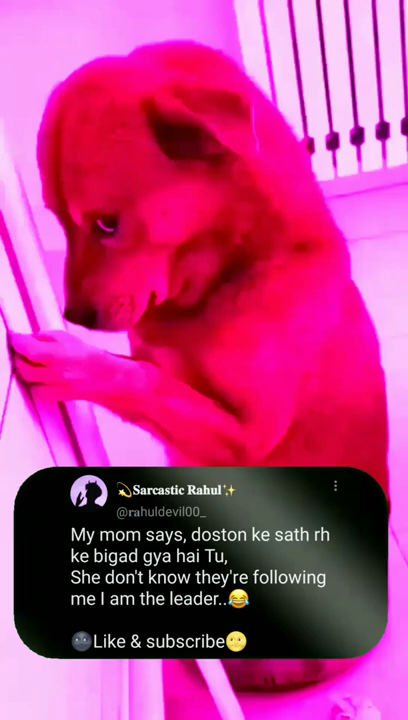 💫Sarcastic Rahul✨
@rahuldevil00_
My mom says, doston ke sath rh
ke bigad gya hai Tu,
She don't know they're following
me I am the leader..😂
🌚Like & subscribe🌝